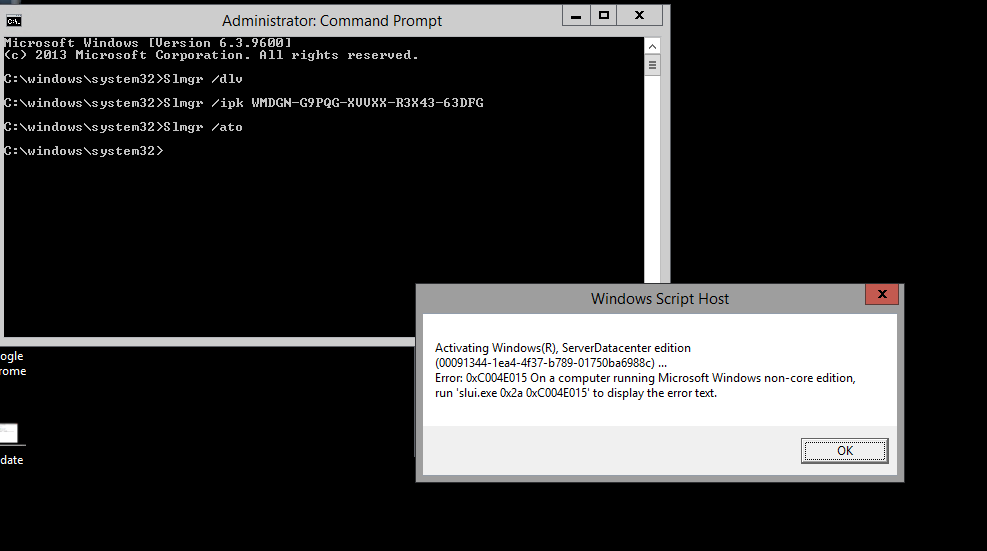 Administrator: Command Prompt
Microsoft Windows [Version 6.3.9600]
(c) 2013 Microsoft Corporation. All rights reserved.
C:\windows\system32>Slmgr /dlv
C:\windows\system32>Slmgr /ipk WMDGN-G9PQG-XVVXX-R3X43-63DFG
C:\windows\system32>Slmgr /ato
C:\windows\system32>
Windows Script Host
Activating Windows(R), ServerDatacenter edition
(00091344-1ea4-4f37-b789-01750ba6988c) ...
Error: 0xC004E015 On a computer running Microsoft Windows non-core edition,
run 'slui.exe 0x2a 0xC004E015' to display the error text.
OK
ogle
rome
date